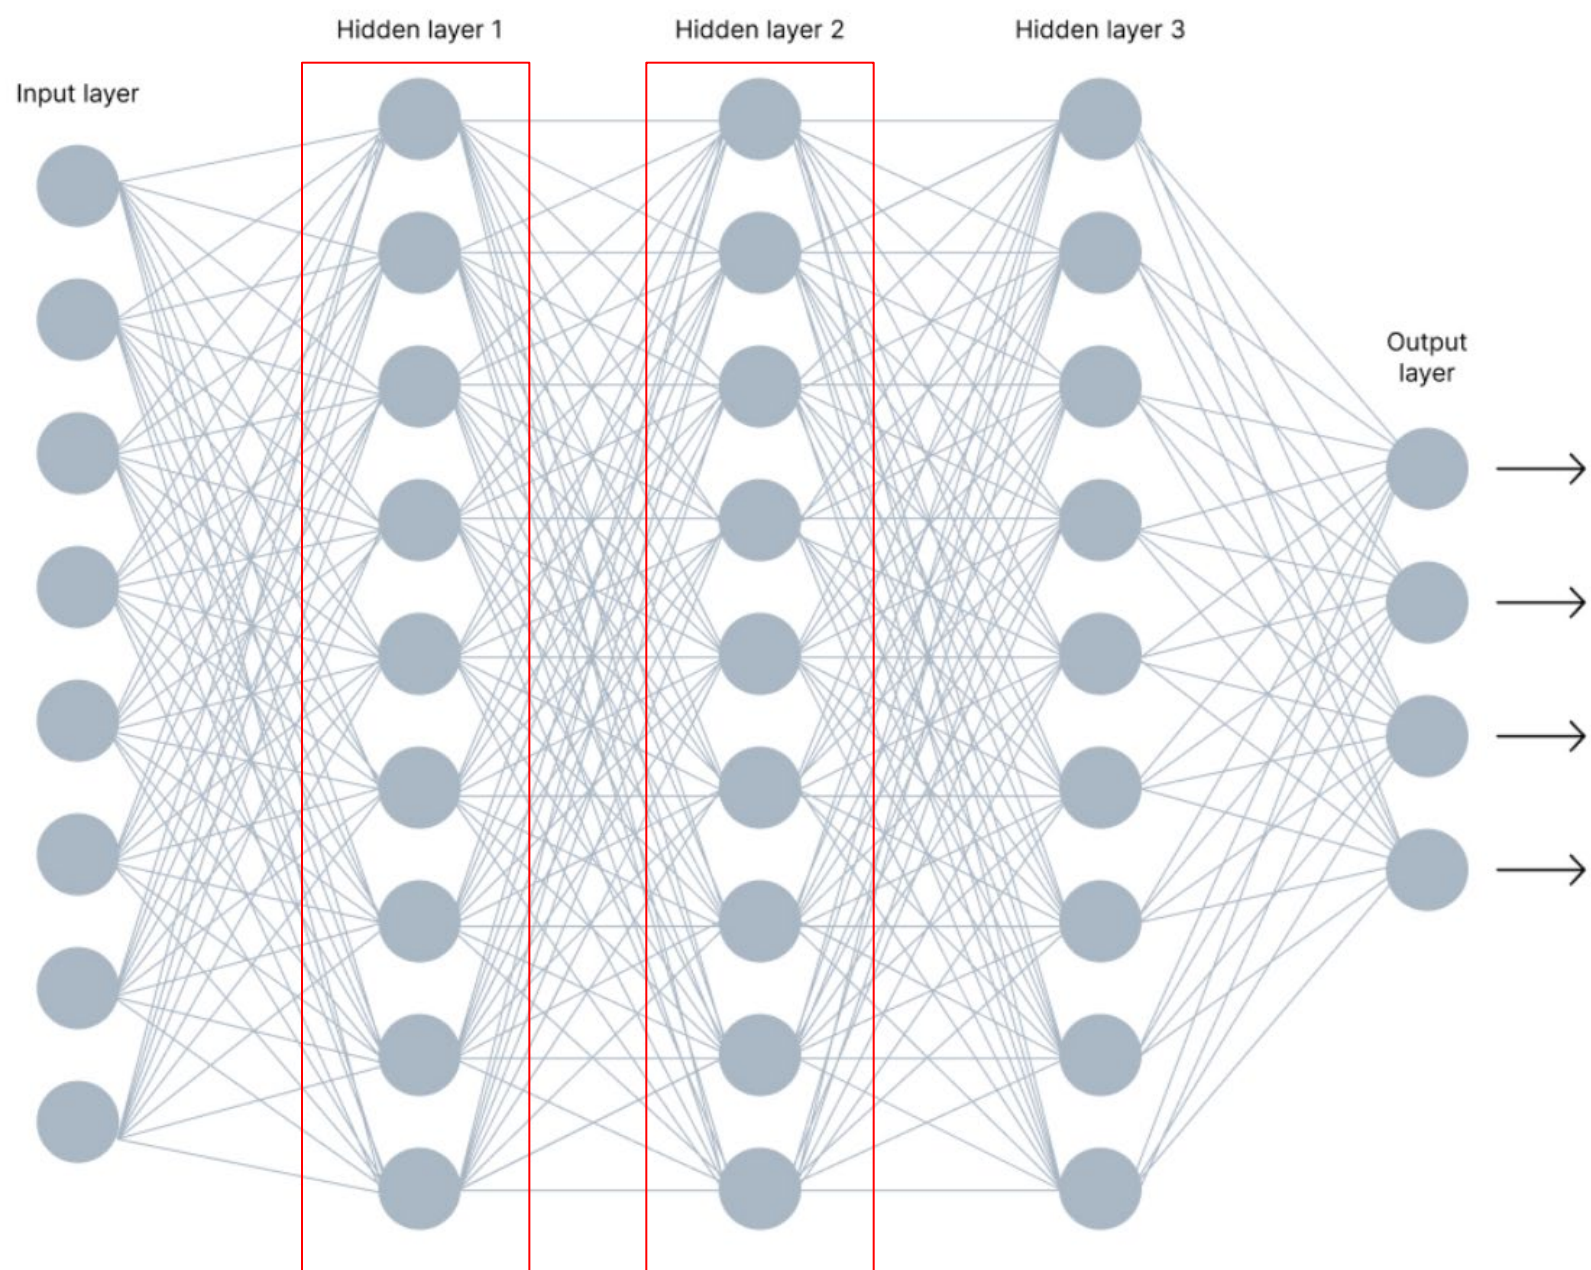 Input layer
Hidden layer 1
Hidden layer 2
Hidden layer 3
Output
layer